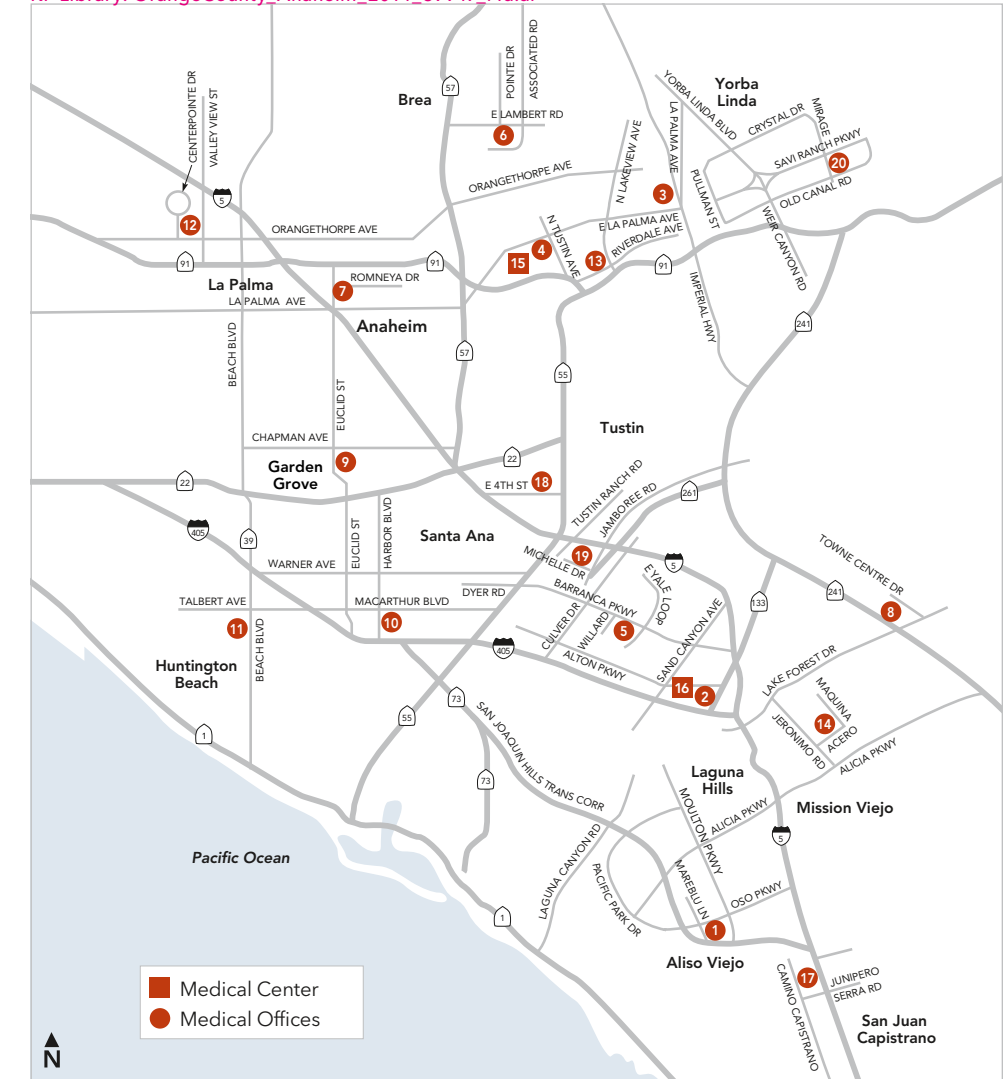 CENTERPOINTE DR
VALLEY VIEW ST
Brea
57
POINTE DR
ASSOCIATED RD
E LAMBERT RD
6
YORBA LINDA BLVD
Yorba
Linda
LA PALMA AVE
CRYSTAL DR
MIRAGE
SAVI RANCH PKWY
20
OLD CANAL RD
PULLMAN ST
WEIR CANYON RD
N LAKEVIEW AVE
ORANGETHORPE AVE
3
5
12
ORANGETHORPE AVE
N TUSTIN AVE
E LA PALMA AVE
RIVERDALE AVE
4
15
13
91
91
91
La Palma
7
ROMNEYA DR
LA PALMA AVE
Anaheim
IMPERIAL HWY
241
BEACH BLVD
57
55
EUCLID ST
Tustin
CHAPMAN AVE
9
Garden
Grove
22
22
E 4TH ST
18
TUSTIN RANCH RD
JAMBOREE RD
261
405
39
EUCLID ST
HARBOR BLVD
Santa Ana
19
MICHELLE DR
5
WARNER AVE
TOWNE CENTRE DR
241
8
DYER RD
BARRANCA PKWY
E YALE LOOP
133
TALBERT AVE
MACARTHUR BLVD
11
10
CULVER DR
WILLARD
5
SAND CANYON AVE
405
ALTON PKWY
BEACH BLVD
Huntington
Beach
16
2
LAKE FOREST DR
MAQUINA
14
ACERO
JERONIMO RD
ALICIA PKWY
1
55
73
SAN JOAQUIN HILLS TRANS CORR
73
Laguna
Hills
MOULTON PKWY
ALICIA PKWY
Mission Viejo
5
Pacific Ocean
LAGUNA CANYON RD
PACIFIC PARK DR
MAREBLU LN
OSO PKWY
1
1
Aliso Viejo
17
CAMINO CAPISTRANO
JUNIPERO
SERRA RD
San Juan
Capistrano
Medical Center
Medical Offices
N